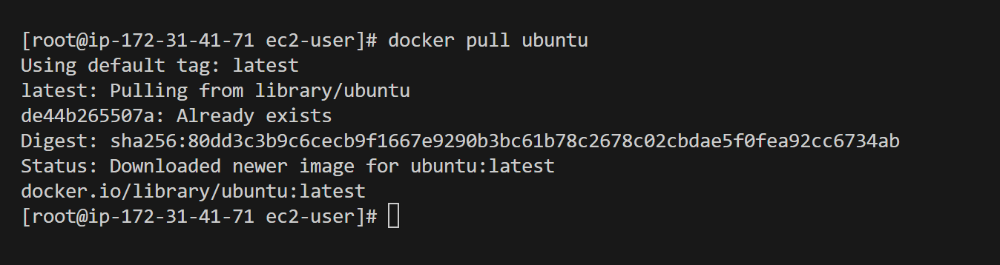 [root@ip-172-31-41-71 ec2-user]# docker pull ubuntu
Using default tag: latest
latest: Pulling from library/ubuntu
de44b265507a: Already exists
Digest: sha256:80dd3c3b9c6cecb9f1667e9290b3bc61b78c2678c02cbdae5f0fea92cc6734ab
Status: Downloaded newer image for ubuntu:latest
docker.io/library/ubuntu:latest
[root@ip-172-31-41-71 ec2-user]#